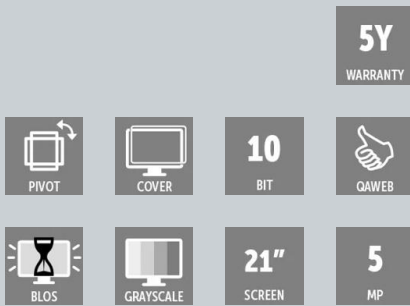 5Y
WARRANTY
PIVOT
COVER
10
BIT
QAWEB
BLOS
GRAYSCALE
21"
SCREEN
5
MP